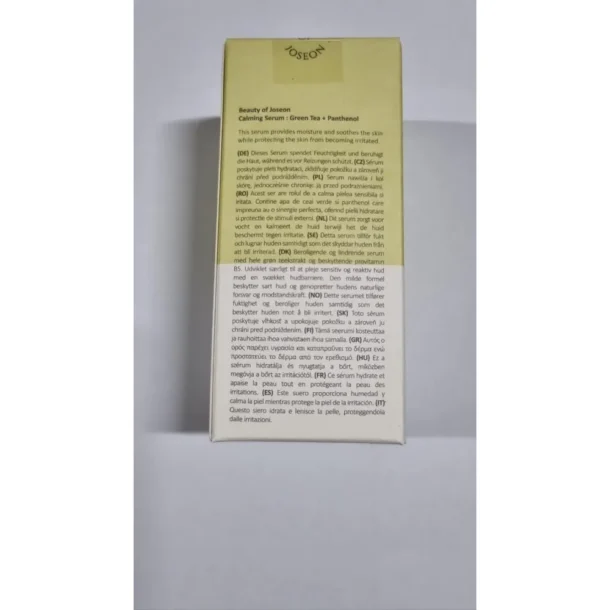 JOSEON
Beauty of Joseon
Calming Serum : Green Tea + Panthenol
This serum provides moisture and soothes the skin
while protecting the skin from becoming irritated.
(DE) Dieses Serum spendet Feuchtigkeit und beruhigt
die Haus, während es vor Reizungen schützt. (CZ) Sérum
poskytuje pleti hydrataci, zklidňuje pokožku a zároveň ji
chrání před podrážděním. (PL) Serum nawilża i koi
skórę, jednocześnie chroniąc ją przed podrażnieniami.
(RO) Acest ser are rolul de a calma pielea sensibila si
iritata. Contine apa de ceai verde si panthenol care
impreuna au o sinergie perfecta, oferind pielii hidratare
si protectie de stimuli externi. (NL) Dit serum zorgt voor
vocht en kalmeert de huid terwijl het de huid
beschermt tegen irritatie. (SE) Detta serum tillför fukt
och lugnar huden samtidigt som det skyddar huden från
att bli irriterad. (DK) Beroligende og lindrende serum
med hele grøn teekstrakt og beskyttende provitamin
B5. Udviklet særligt til at pleje sensitiv og reaktiv hud
med en svækket hudbarriere. Den milde formel
beskytter sart hud og genopretter hudens naturlige
forsvar og modstandskraft. (NO) Dette serumet tilfører
fuktighet og beroliger huden samtidig som det
beskytter huden mot å bli irritert. (SK) Toto sérum
poskytuje vlhkosť a upokojuje pokožku a zároveň ju
chráni pred podráždením. (FI) Tämä seerumi kosteuttaa
ja rauhoittaa ihoa vahvistaen ihoa samalla. (GR) Αυτός ο
ορός παρέχει υγρασία και καταπραΰνει το δέρμα ενώ
προστατεύει το δέρμα από τον ερεθισμό. (HU) Ez a
szérum hidratálja és nyugtatja a bőrt, miközben
megóvja a bőrt az irritációtól. (FR) Ce sérum hydrate et
apaise la peau tout en protégeant la peau des
irritations. (ES) Este suero proporciona humedad y
calma la piel mientras protege la piel de la irritación. (IT)
Questo siero idrata e lenisce la pelle, proteggendola
dalle irritazioni.